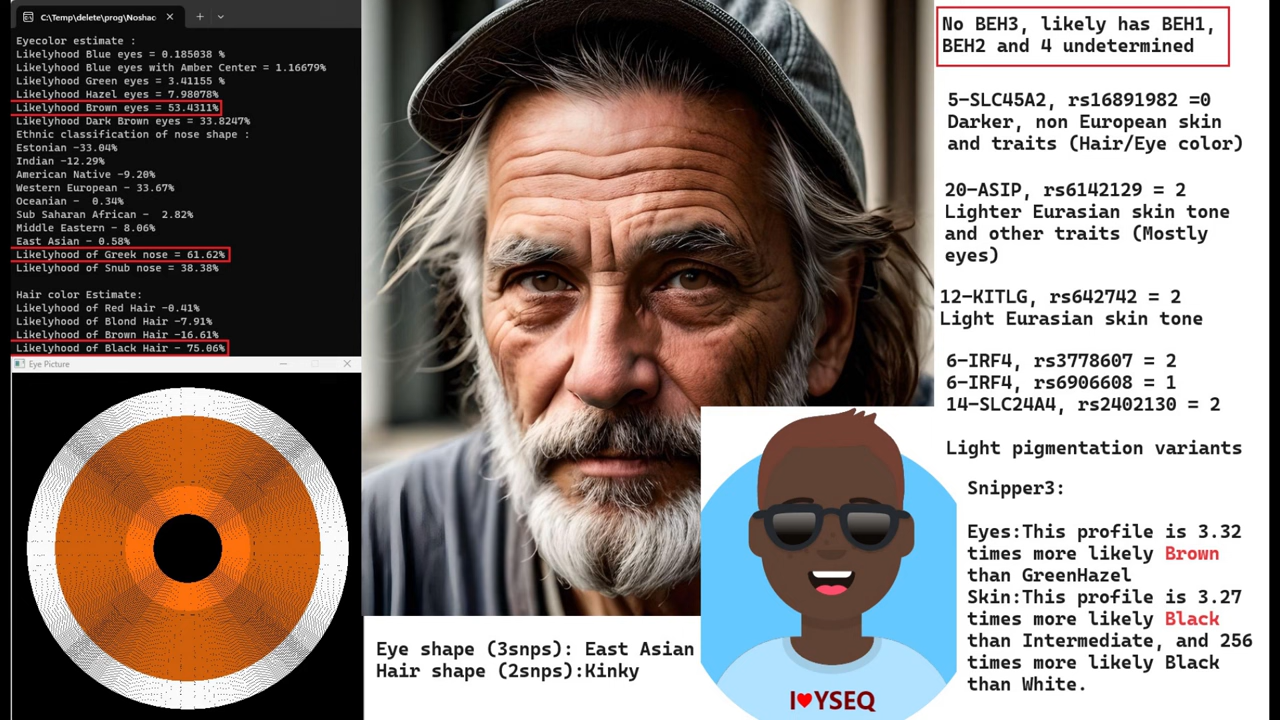 C:\Temp\delete\prog\Noshac
Eyecolor estimate :
Likelyhood Blue eyes = 0.185038 %
Likelyhood Blue eyes with Amber Center = 1.16679%
Likelyhood Green eyes = 3.41155 %
Likelyhood Hazel eyes = 7.98078%
Likelyhood Brown eyes = 53.4311%
Likelyhood Dark Brown eyes = 33.8247%
Ethnic classification of nose shape :
Estonian -33.04%
Indian -12.29%
American Native -9.20%
Western European - 33.67%
Oceanian -  0.34%
Sub Saharan African -  2.82%
Middle Eastern - 8.06%
East Asian - 0.58%
Likelyhood of Greek nose = 61.62%
Likelyhood of Snub nose = 38.38%
Hair color Estimate:
Likelyhood of Red Hair -0.41%
Likelyhood of Blond Hair -7.91%
Likelyhood of Brown Hair -16.61%
Likelyhood of Black Hair - 75.06%
Eye Picture
Eye shape (3snps): East Asian
Hair shape (2snps):Kinky
I♥YSEQ
No BEH3, likely has BEH1,
BEH2 and 4 undetermined
5-SLC45A2, rs16891982 =0
Darker, non European skin
and traits (Hair/Eye color)
20-ASIP, rs6142129 = 2
Lighter Eurasian skin tone
and other traits (Mostly
eyes)
12-KITLG, rs642742 = 2
Light Eurasian skin tone
6-IRF4, rs3778607 = 2
6-IRF4, rs6906608 = 1
14-SLC24A4, rs2402130 = 2
Light pigmentation variants
Snipper3:
Eyes:This profile is 3.32
times more likely Brown
than GreenHazel
Skin:This profile is 3.27
times more likely Black
than Intermediate, and 256
times more likely Black
than White.